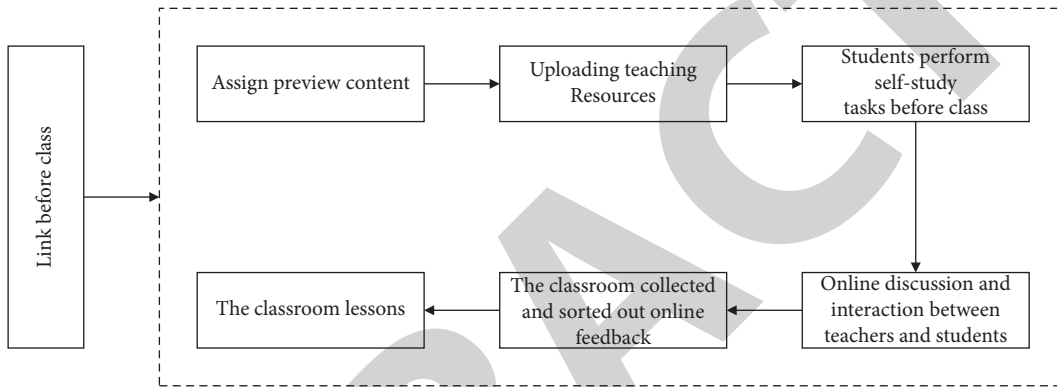 Link before class
Assign preview content
Uploading teaching
Resources
Students perform
self-study
tasks before class
Online discussion and
interaction between
teachers and students
The classroom collected
and sorted out online
feedback
The classroom lessons